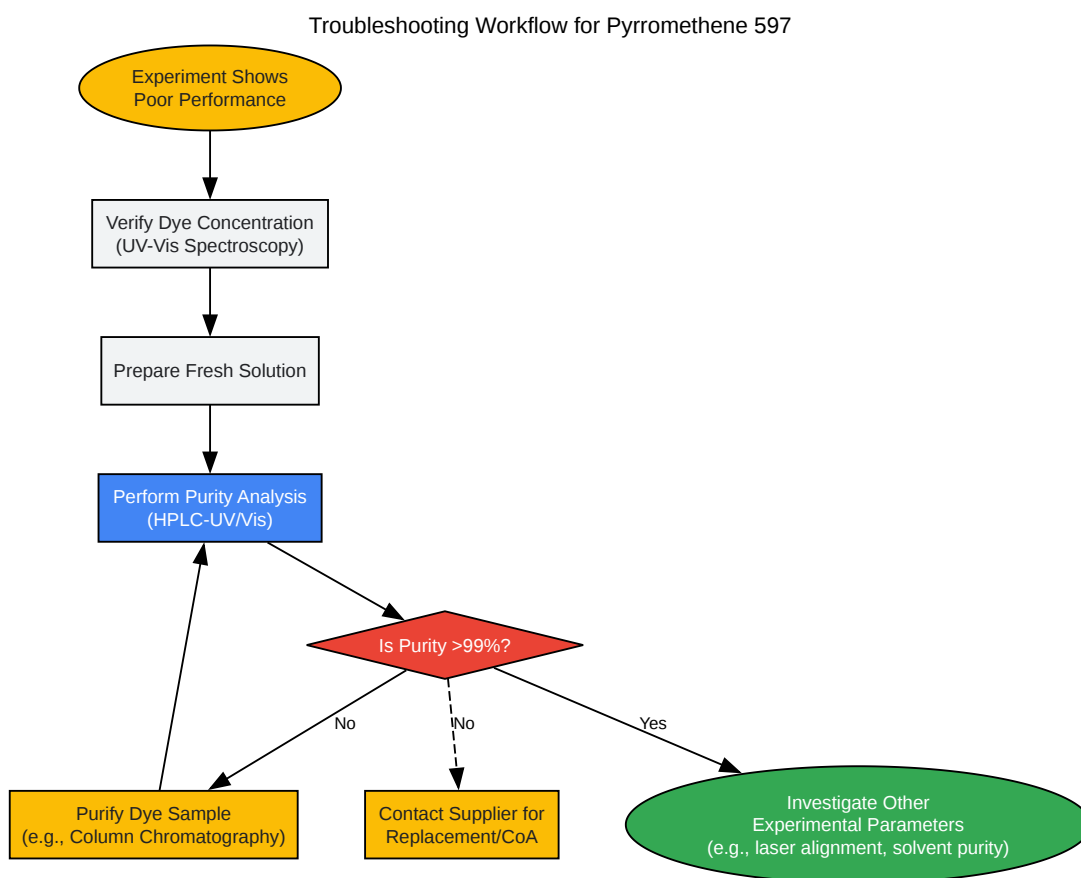 Troubleshooting Workflow for Pyrromethene 597
Experiment Shows
Poor Performance
Verify Dye Concentration
(UV-Vis Spectroscopy)
Prepare Fresh Solution
Perform Purity Analysis
(HPLC-UV/Vis)
Is Purity >99%?
No
No
Yes
Purify Dye Sample
(e.g., Column Chromatography)
Contact Supplier for
Replacement/CoA
Investigate Other
Experimental Parameters
(e.g., laser alignment, solvent purity)